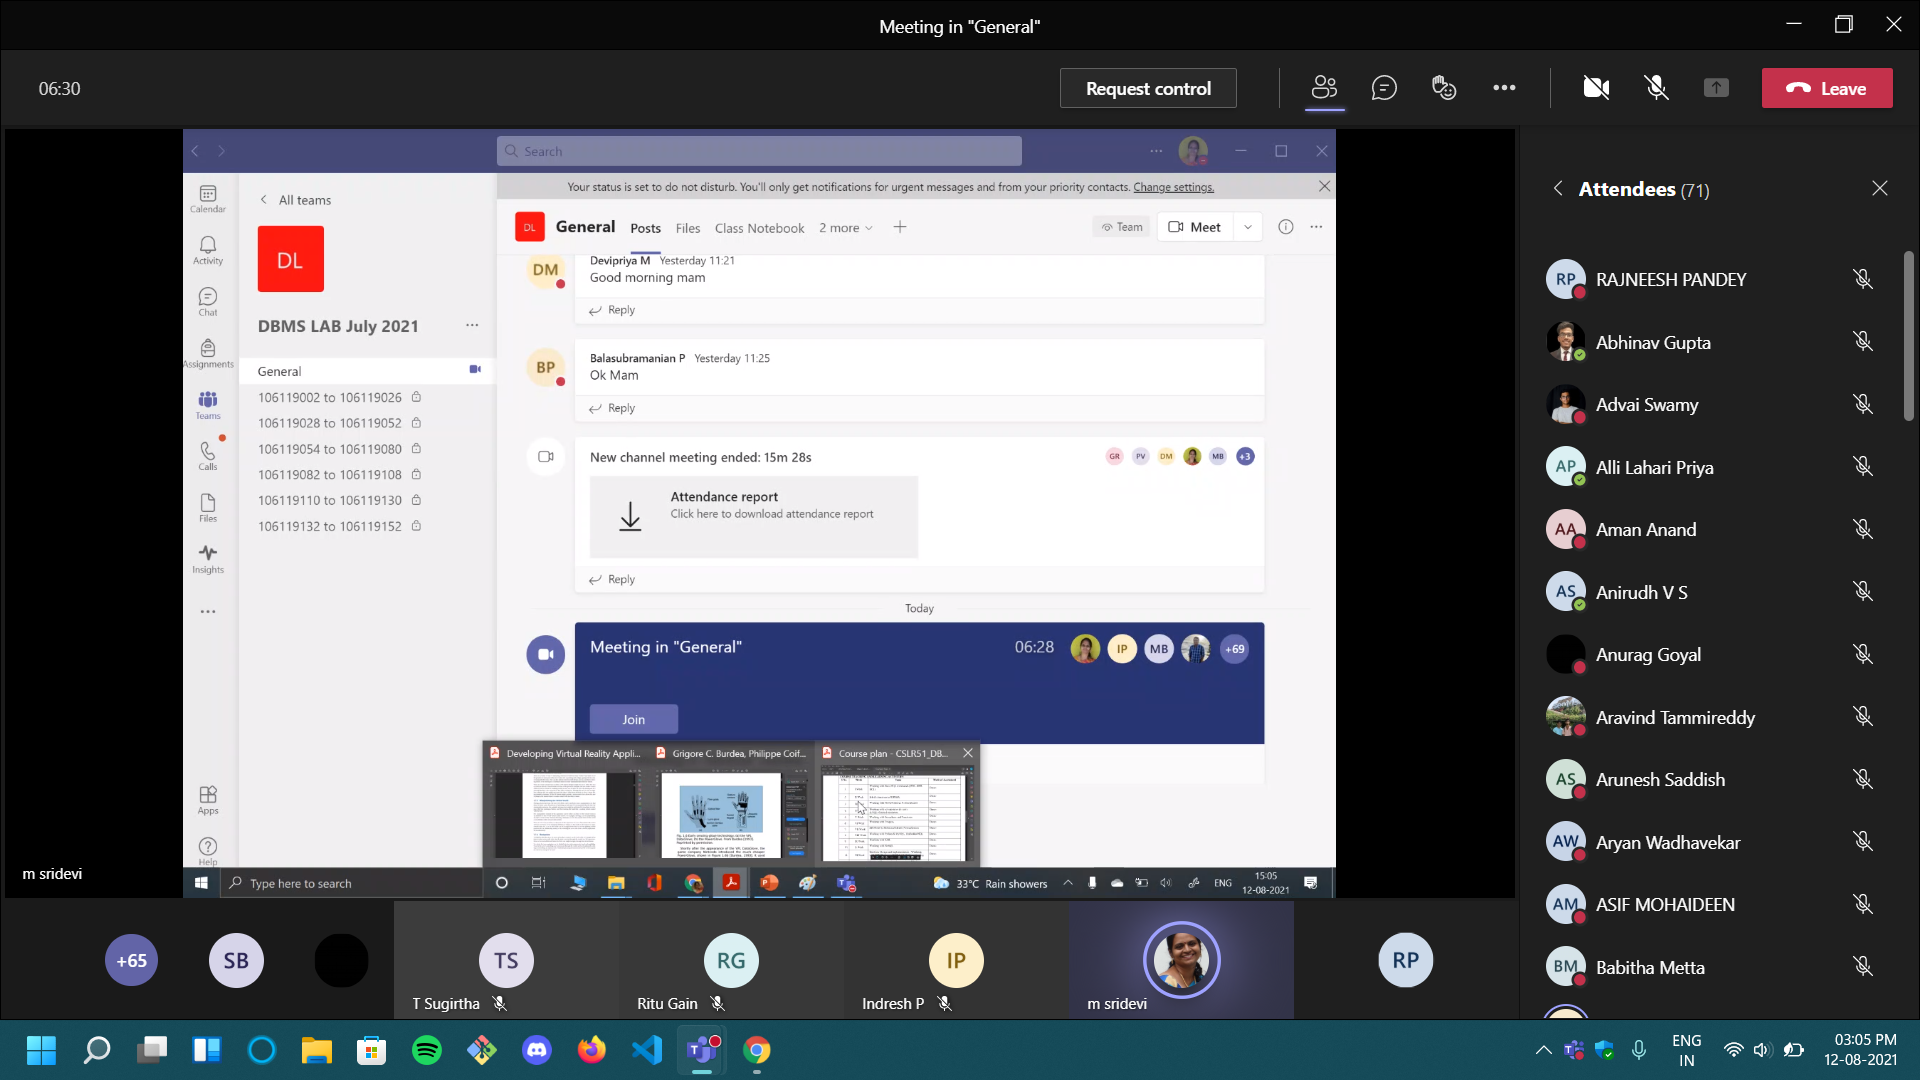 Meeting in "General"
06:30
Request control
Leave
Search
Your status is set to do not disturb. You'll only get notifications for urgent messages and from your priority contacts. Change settings.
Calendar
Activity
Chat
Assignments
Teams
Calls
Files
Insights
Apps
Help
All teams
DL
DBMS LAB July 2021
General
106119002 to 106119026
106119028 to 106119052
106119054 to 106119080
106119082 to 106119108
106119110 to 106119130
106119132 to 106119152
DL
General
Posts
Files
Class Notebook
2 more
Team
Meet
DM
Devipriya M Yesterday 11:21
Good morning mam
Reply
BP
Balasubramanian P Yesterday 11:25
Ok Mam
Reply
New channel meeting ended: 15m 28s
GR PV DM MB +3
Attendance report
Click here to download attendance report
Reply
Today
Meeting in "General"
06:28
IP MB +69
Join
Developing Virtual Reality Appli...
Grigore C. Burdea, Philippe Coif...
Course plan - CSLR51_DB...
Type here to search
33°C Rain showers
ENG
15:05
12-08-2021
m sridevi
+65
SB
TS
T Sugirtha
RG
Ritu Gain
IP
Indresh P
m sridevi
RP
Attendees (71)
RP RAJNEESH PANDEY
Abhinav Gupta
Advai Swamy
AP Alli Lahari Priya
AA Aman Anand
AS Anirudh V S
Anurag Goyal
Aravind Tammireddy
AS Arunesh Saddish
AW Aryan Wadhavekar
AM ASIF MOHAIDEEN
BM Babitha Metta
ENG
IN
03:05 PM
12-08-2021